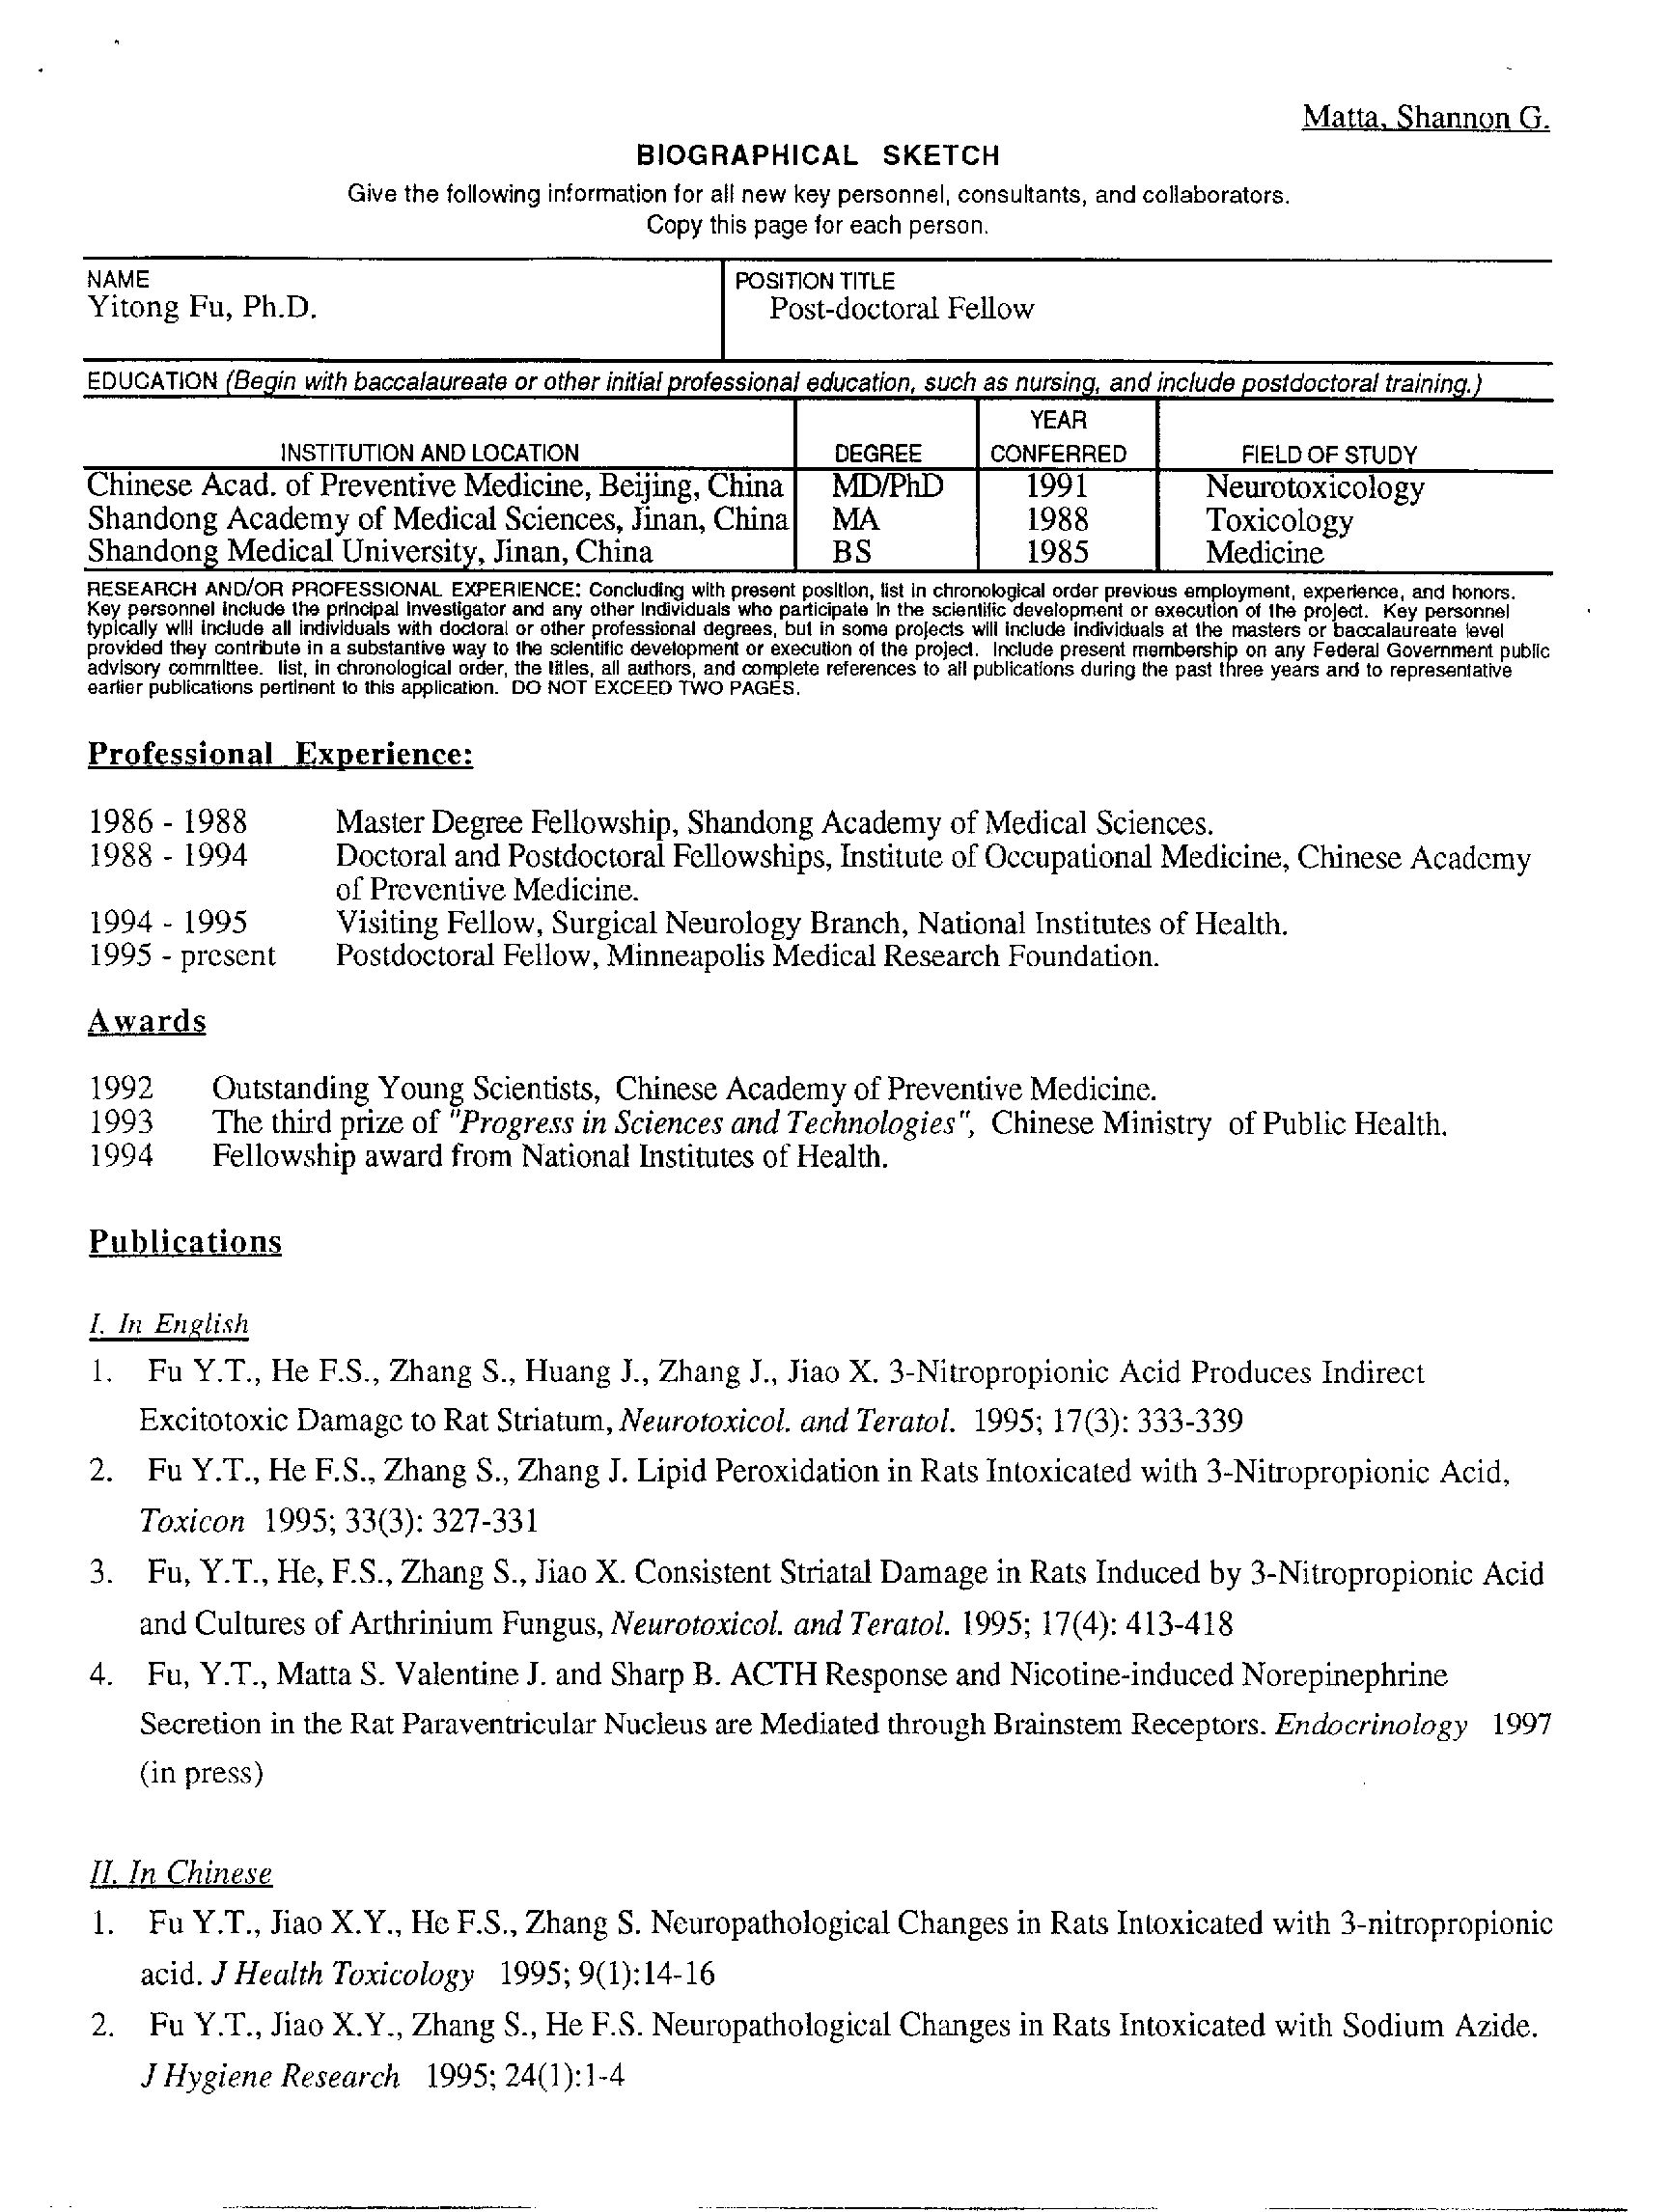 Matta, Shannon G.
BIOGRAPHICAL SKETCH
Give the following information for all new key personnel, consultants, and collaborators.
Copy this page for each person.
NAME
Yitong Fu, Ph.D.
POSITION TITLE
Post-doctoral Fellow
EDUCATION (Begin with baccalaureate or other initial professional education, such as nursing, and include postdoctoral training.)
INSTITUTION AND LOCATION DEGREE YEAR CONFERRED FIELD OF STUDY
Chinese Acad. of Preventive Medicine, Beijing, China MD/PhD 1991 Neurotoxicology
Shandong Academy of Medical Sciences, Jinan, China MA 1988 Toxicology
Shandong Medical University, Jinan, China BS 1985 Medicine
RESEARCH AND/OR PROFESSIONAL EXPERIENCE: Concluding with present position, list in chronological order previous employment, experience, and honors.
Key personnel include the principal investigator and any other individuals who participate in the scientific development or execution of the project. Key personnel
typically will include all individuals with doctoral or other professional degrees, but in some projects will include individuals at the masters or baccalaureate level
provided they contribute in a substantive way to the scientific development or execution of the project. Include present membership on any Federal Government public
advisory committee. list, in chronological order, the titles, all authors, and complete references to all publications during the past three years and to representative
earlier publications pertinent to this application. DO NOT EXCEED TWO PAGES.
Professional Experience:
1986 - 1988 Master Degree Fellowship, Shandong Academy of Medical Sciences.
1988 - 1994 Doctoral and Postdoctoral Fellowships, Institute of Occupational Medicine, Chinese Academy
of Preventive Medicine.
1994 - 1995 Visiting Fellow, Surgical Neurology Branch, National Institutes of Health.
1995 - present Postdoctoral Fellow, Minneapolis Medical Research Foundation.
Awards
1992 Outstanding Young Scientists, Chinese Academy of Preventive Medicine.
1993 The third prize of "Progress in Sciences and Technologies", Chinese Ministry of Public Health.
1994 Fellowship award from National Institutes of Health.
Publications
I. In English
1. Fu Y.T., He F.S., Zhang S., Huang J., Zhang J., Jiao X. 3-Nitropropionic Acid Produces Indirect
Excitotoxic Damage to Rat Striatum, Neurotoxicol. and Teratol. 1995; 17(3): 333-339
2. Fu Y.T., He F.S., Zhang S., Zhang J. Lipid Peroxidation in Rats Intoxicated with 3-Nitropropionic Acid,
Toxicon 1995; 33(3): 327-331
3. Fu, Y.T., He, F.S., Zhang S., Jiao X. Consistent Striatal Damage in Rats Induced by 3-Nitropropionic Acid
and Cultures of Arthrinium Fungus, Neurotoxicol. and Teratol. 1995; 17(4): 413-418
4. Fu, Y.T., Matta S. Valentine J. and Sharp B. ACTH Response and Nicotine-induced Norepinephrine
Secretion in the Rat Paraventricular Nucleus are Mediated through Brainstem Receptors. Endocrinology 1997
(in press)
II. In Chinese
1. Fu Y.T., Jiao X.Y., He F.S., Zhang S. Neuropathological Changes in Rats Intoxicated with 3-nitropropionic
acid. J Health Toxicology 1995; 9(1):14-16
2. Fu Y.T., Jiao X.Y., Zhang S., He F.S. Neuropathological Changes in Rats Intoxicated with Sodium Azide.
J Hygiene Research 1995; 24(1):1-4